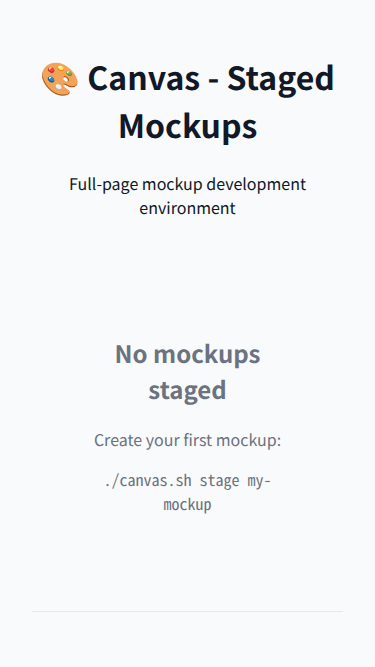 🎨 Canvas - Staged
Mockups
Full-page mockup development
environment
No mockups
staged
Create your first mockup:
./canvas.sh stage my-
mockup